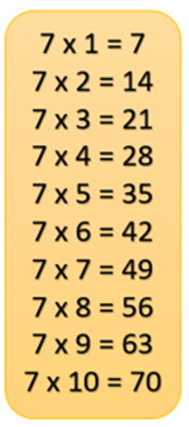 7 x 1 = 7
7 x 2 = 14
7 x 3 = 21
7 x 4 = 28
7 x 5 = 35
7 x 6 = 42
7 x 7 = 49
7 x 8 = 56
7 x 9 = 63
7 x 10 = 70